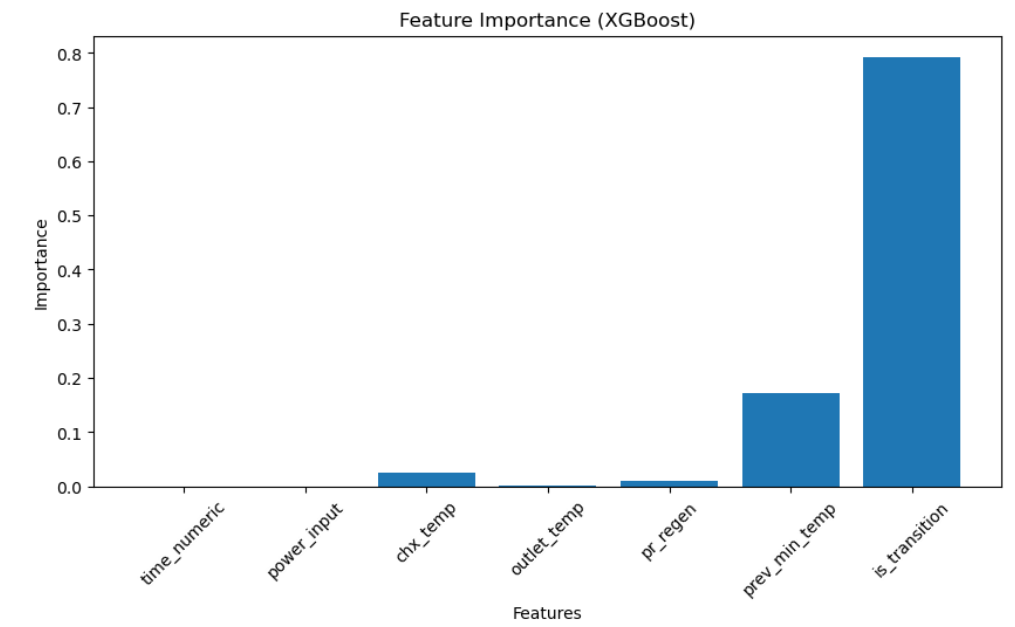 Feature Importance (XGBoost)
Importance
0.8
0.7
0.6
0.5
0.4
0.3
0.2
0.1
0.0
time_numeric
power_input
chx_temp
outlet_temp
pr_regen
prev_min_temp
is_transition
Features